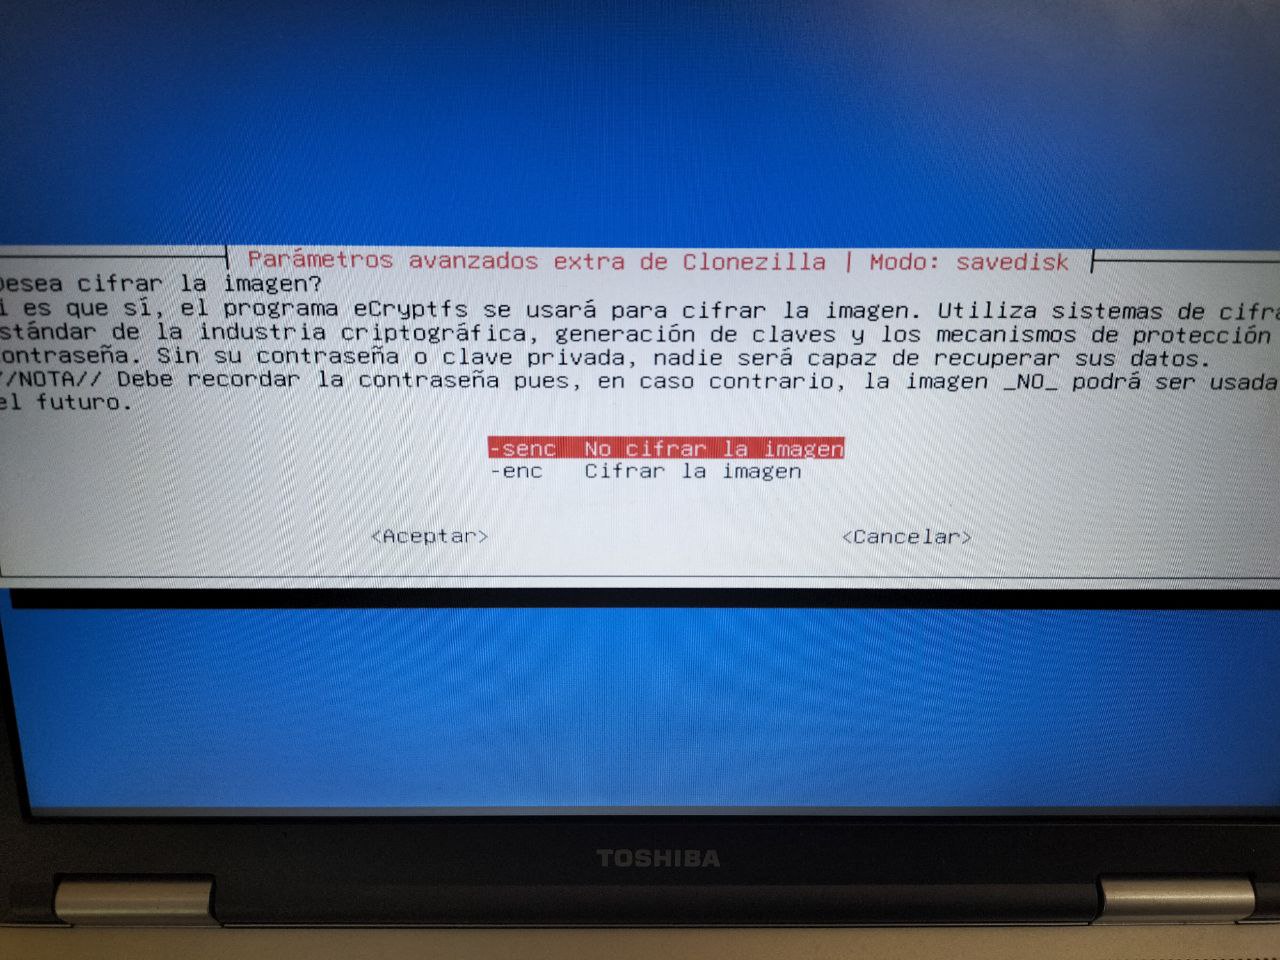 Parámetros avanzados extra de Clonezilla | Modo: savedisk
Desea cifrar la imagen?
i es que sí, el programa eCryptfs se usará para cifrar la imagen. Utiliza sistemas de cifra
stándar de la industria criptográfica, generación de claves y los mecanismos de protección
ontraseña. Sin su contraseña o clave privada, nadie será capaz de recuperar sus datos.
//NOTA// Debe recordar la contraseña pues, en caso contrario, la imagen _NO_ podrá ser usada
el futuro.
-senc No cifrar la imagen
-enc Cifrar la imagen
<Aceptar> <Cancelar>
TOSHIBA